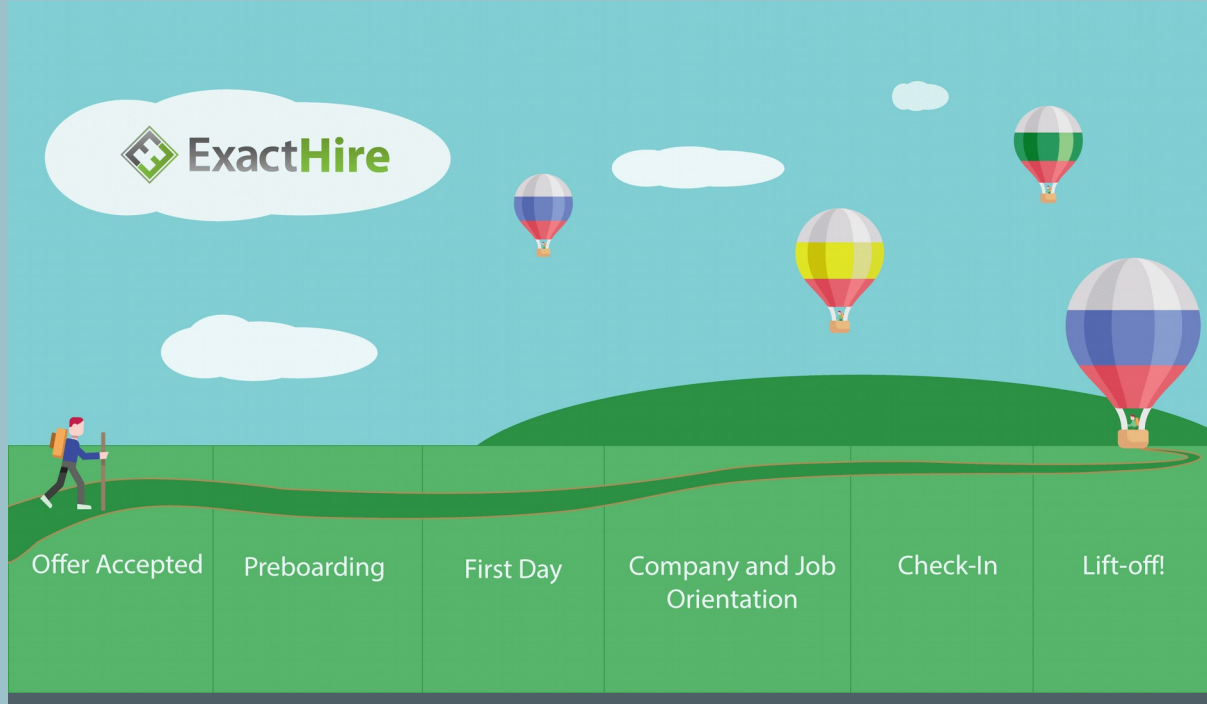 ExactHire
Offer Accepted
Preboarding
First Day
Company and Job
Orientation
Check-In
Lift-off!